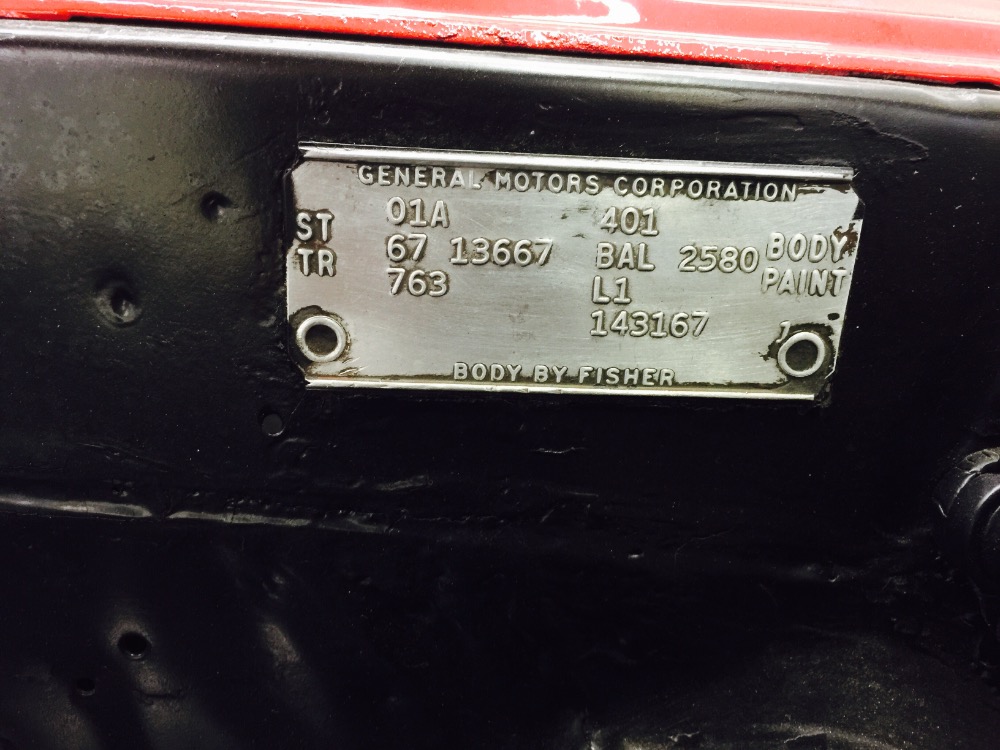 GENERAL MOTORS CORPORATION
01A 401
ST 67 13667 BAL 2580 BODY
TR 763 L1 PAINT
143167
BODY BY FISHER